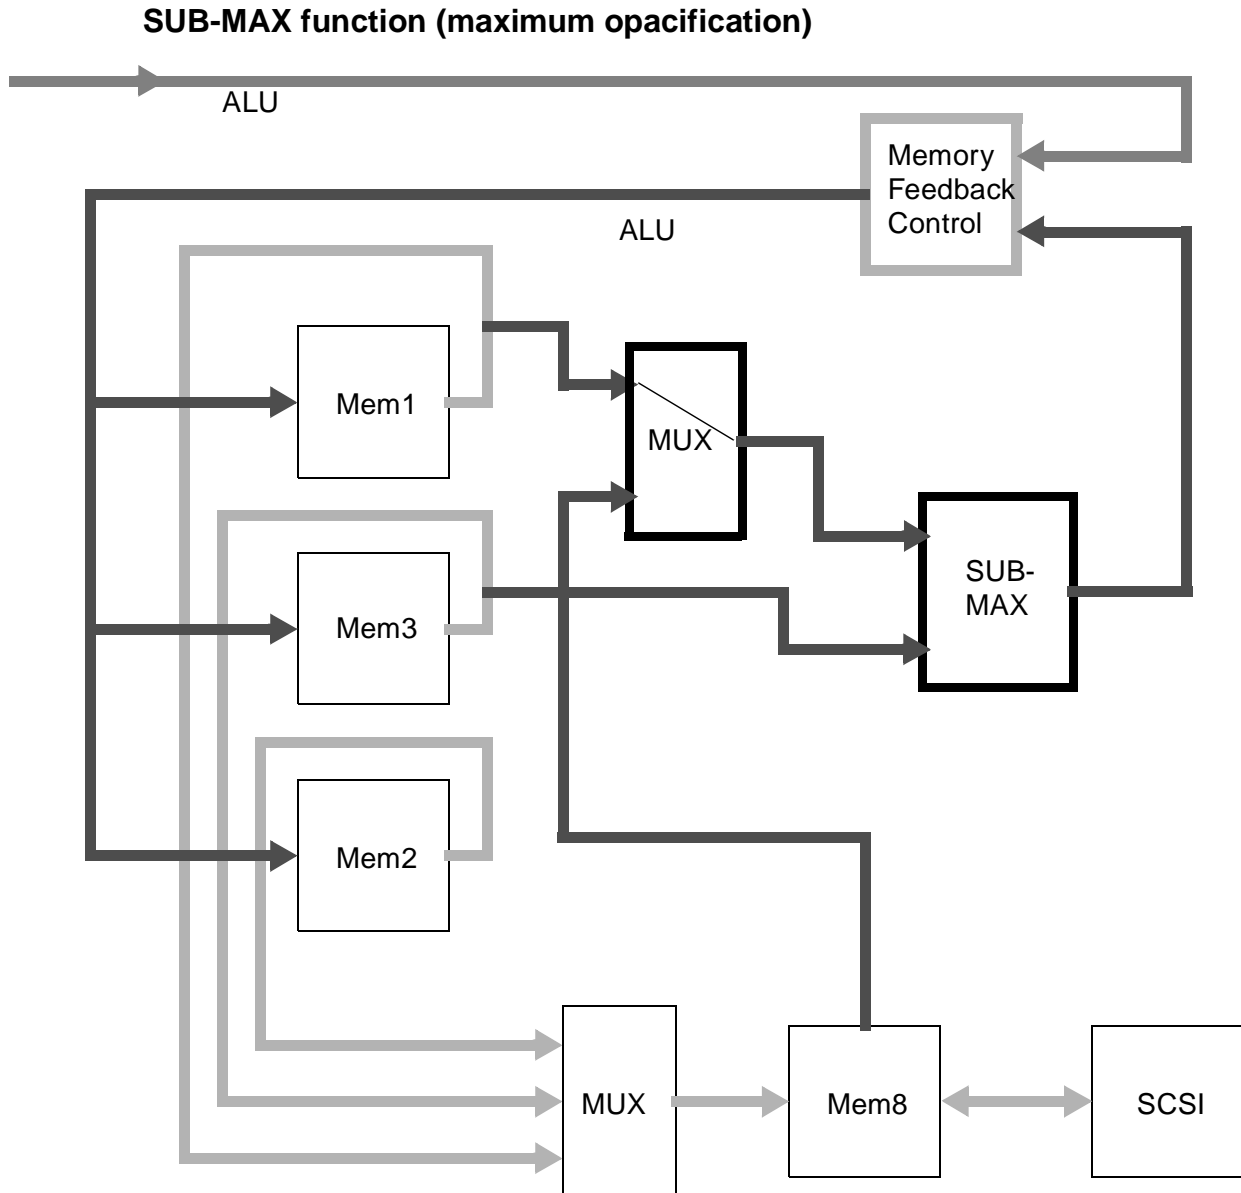 SUB-MAX function (maximum opacification)
ALU
Memory
Feedback
Control
ALU
Mem1
MUX
SUB-
MAX
Mem3
Mem2
MUX
Mem8
SCSI